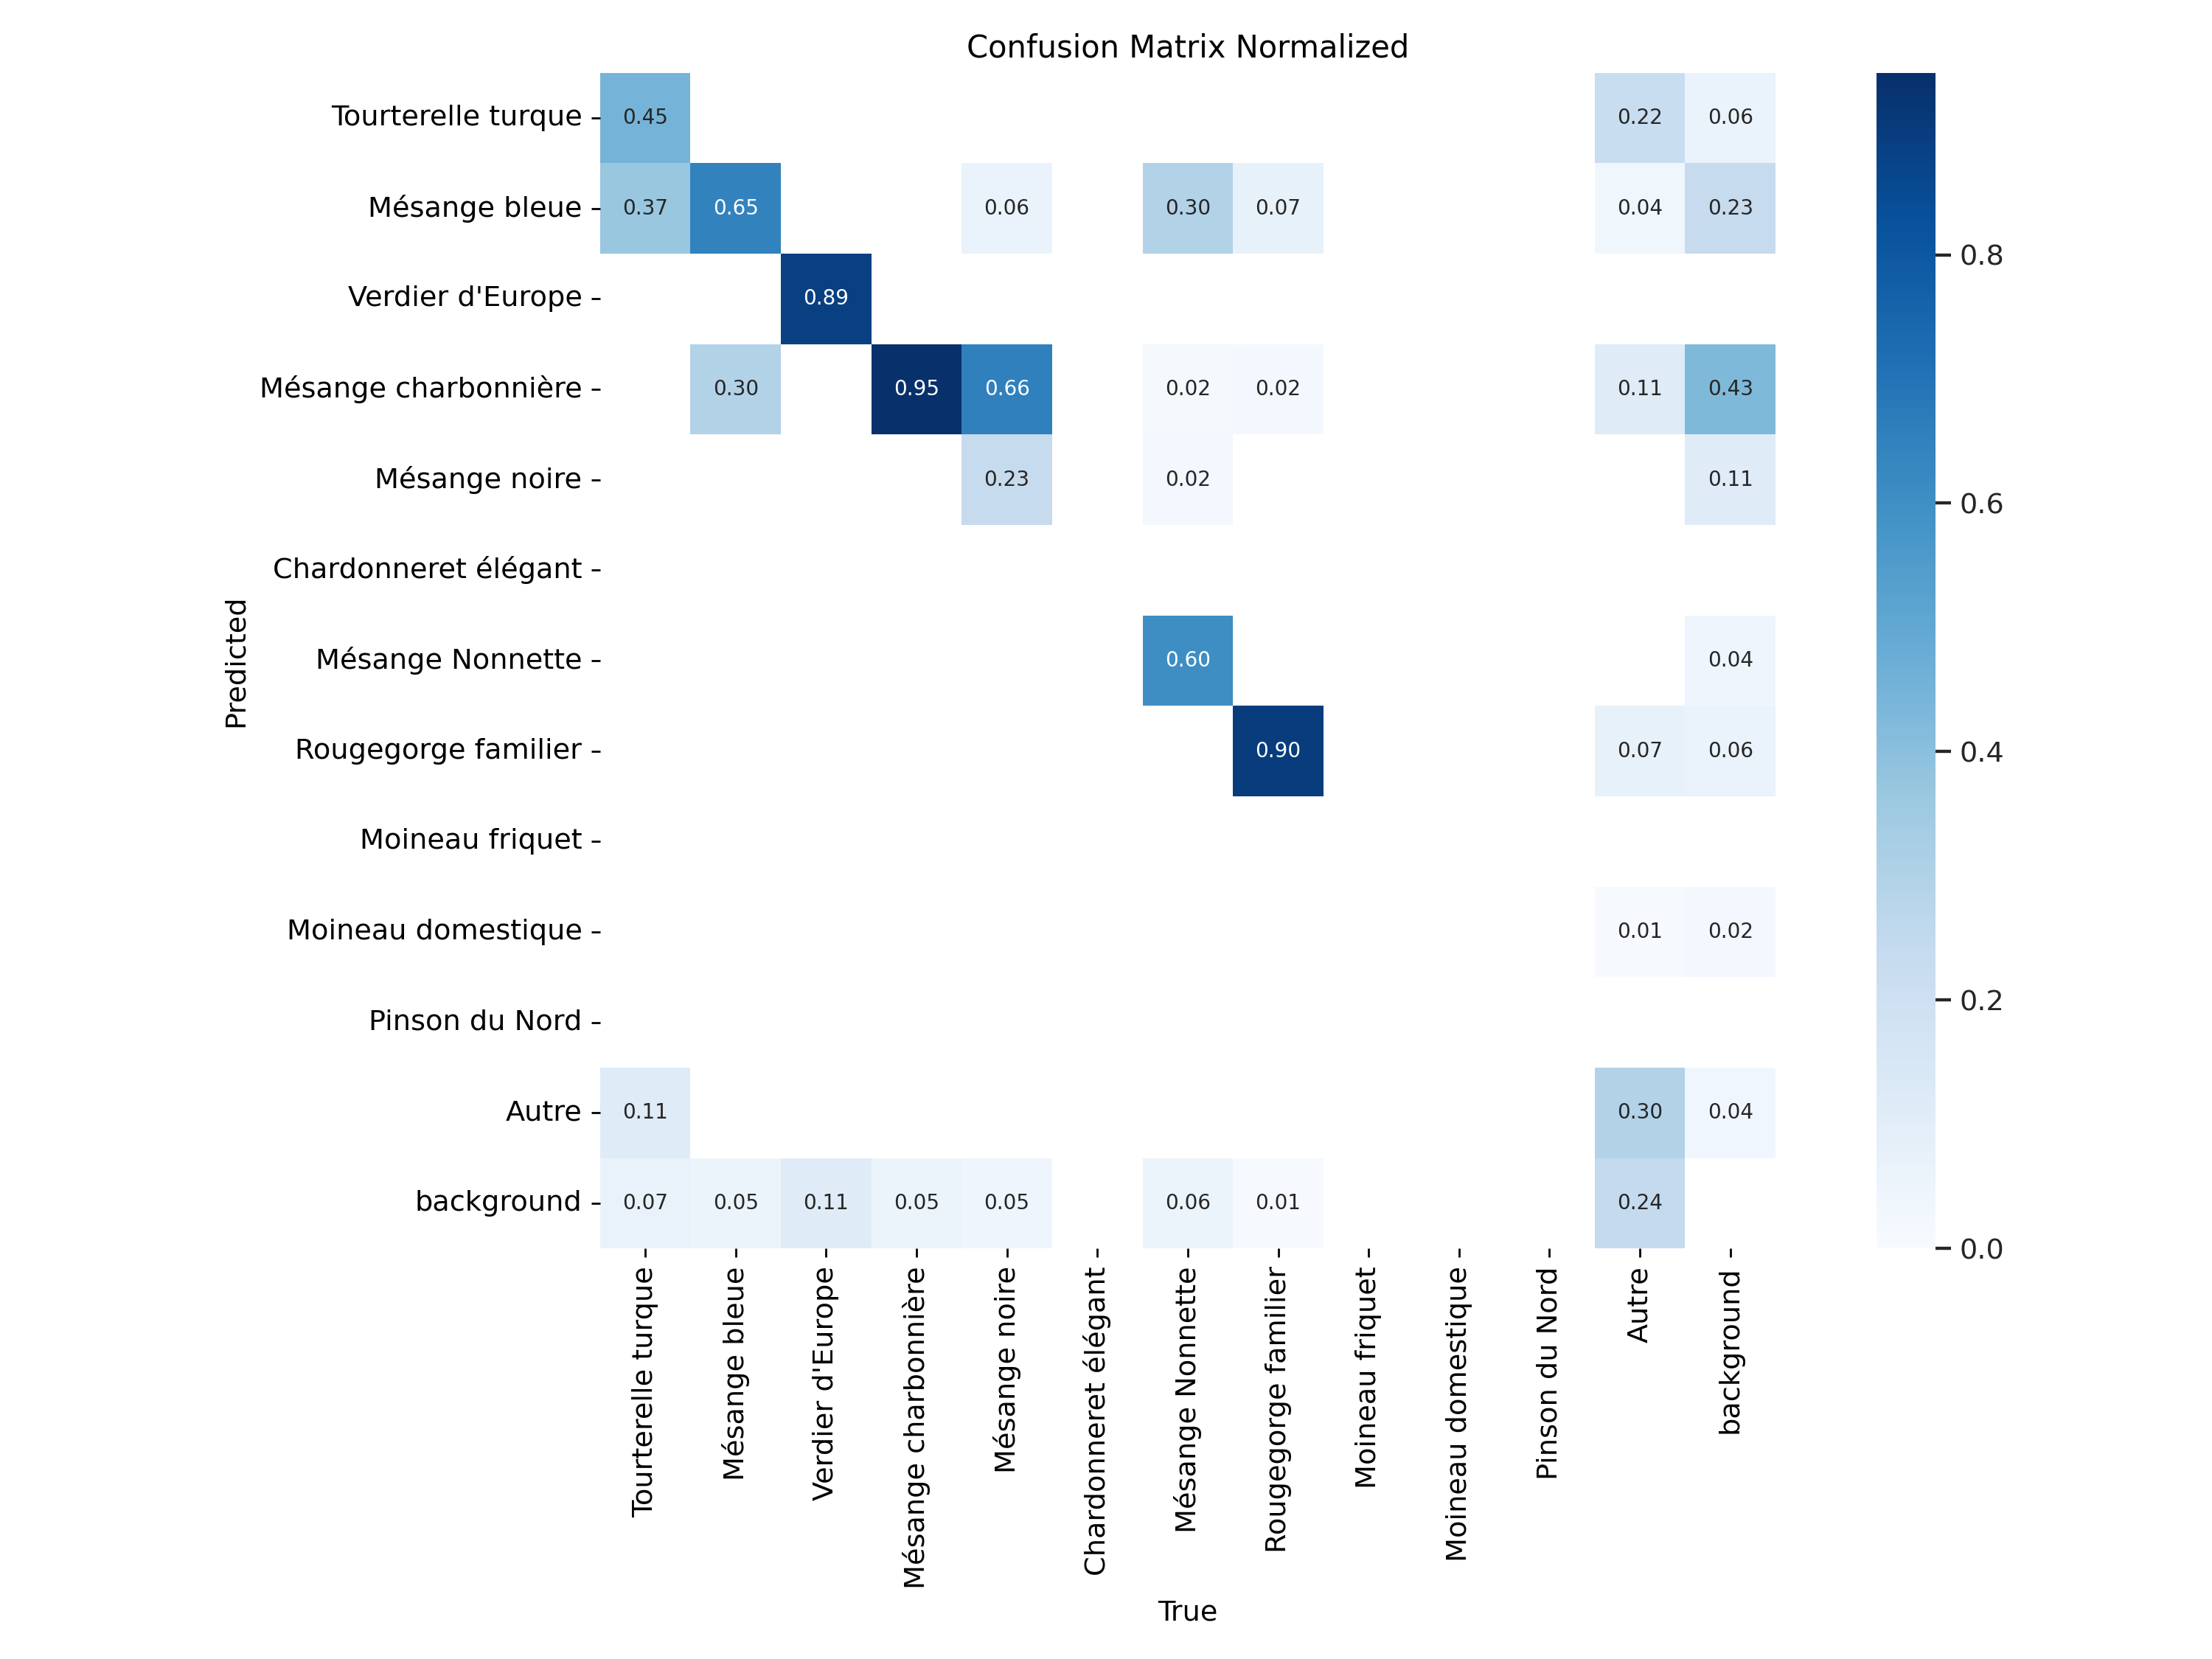 Confusion Matrix Normalized
Tourterelle turque 0.45 0.22 0.06
Mésange bleue 0.37 0.65 0.06 0.30 0.07 0.04 0.23
Verdier d'Europe 0.89
Mésange charbonnière 0.30 0.95 0.66 0.02 0.02 0.11 0.43
Mésange noire 0.23 0.02 0.11
Chardonneret élégant
Mésange Nonnette 0.60 0.04
Rougegorge familier 0.90 0.07 0.06
Moineau friquet
Moineau domestique 0.01 0.02
Pinson du Nord
Autre 0.11 0.30 0.04
background 0.07 0.05 0.11 0.05 0.05 0.06 0.01 0.24
Predicted
Tourterelle turque
Mésange bleue
Verdier d'Europe
Mésange charbonnière
Mésange noire
Chardonneret élégant
Mésange Nonnette
Rougegorge familier
Moineau friquet
Moineau domestique
Pinson du Nord
Autre
background
True
0.8
0.6
0.4
0.2
0.0